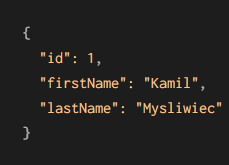 {
  "id": 1,
  "firstName": "Kamil",
  "lastName": "Mysliwiec"
}